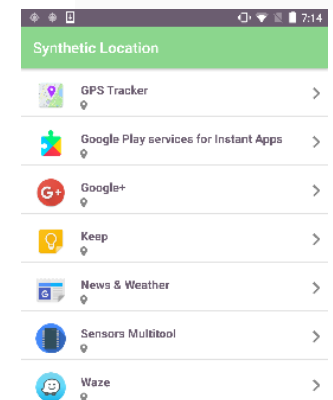 7:14
Synthetic Location
GPS Tracker
Google Play services for Instant Apps
Google+
G+
Keep
News & Weather
G
Sensors Multitool
Waze